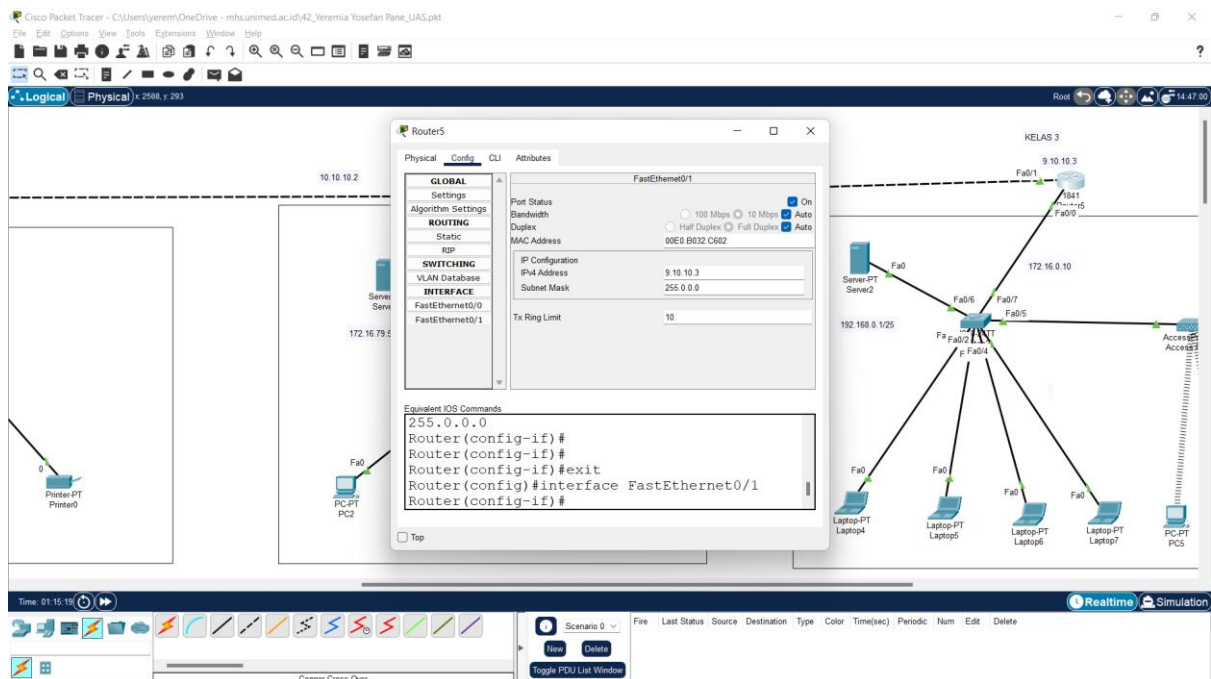 Cisco Packet Tracer - C:\Users\yerem\OneDrive - mhs.unimed.ac.id\42_Yeremia Yosefan Pane_UAS.pkt
File Edit Options View Tools Extensions Window Help
?
Logical Physical x: 2588, y: 293
Root 14:47:00
10.10.10.2
Server
172.16.79.5
Fa0
PC-PT
PC2
0
Printer-PT
Printer0
Router5
Physical Config CLI Attributes
GLOBAL
Settings
Algorithm Settings
ROUTING
Static
RIP
SWITCHING
VLAN Database
INTERFACE
FastEthernet0/0
FastEthernet0/1
FastEthernet0/1
Port Status On
Bandwidth 100 Mbps 10 Mbps Auto
Duplex Half Duplex Full Duplex Auto
MAC Address 00E0.B032.C602
IP Configuration
IPv4 Address 9.10.10.3
Subnet Mask 255.0.0.0
Tx Ring Limit 10
Equivalent IOS Commands
255.0.0.0
Router(config-if)#
Router(config-if)#
Router(config-if)#exit
Router(config)#interface FastEthernet0/1
Router(config-if)#
Top
KELAS 3
9.10.10.3
Fa0/1
1841
Fa0/0
Server-PT
Server2
Fa0
172.16.0.10
Fa0/6 Fa0/7
Fa0/5
192.168.0.1/25
Fa0/2
Fa0/4
Fa0
Laptop-PT
Laptop4
Fa0
Laptop-PT
Laptop5
Fa0
Laptop-PT
Laptop6
Fa0
Laptop-PT
Laptop7
PC-PT
PC5
Time: 01:15:19
Realtime Simulation
Scenario 0
New Delete
Toggle PDU List Window
Fire Last Status Source Destination Type Color Time(sec) Periodic Num Edit Delete
Copper Cross-Over